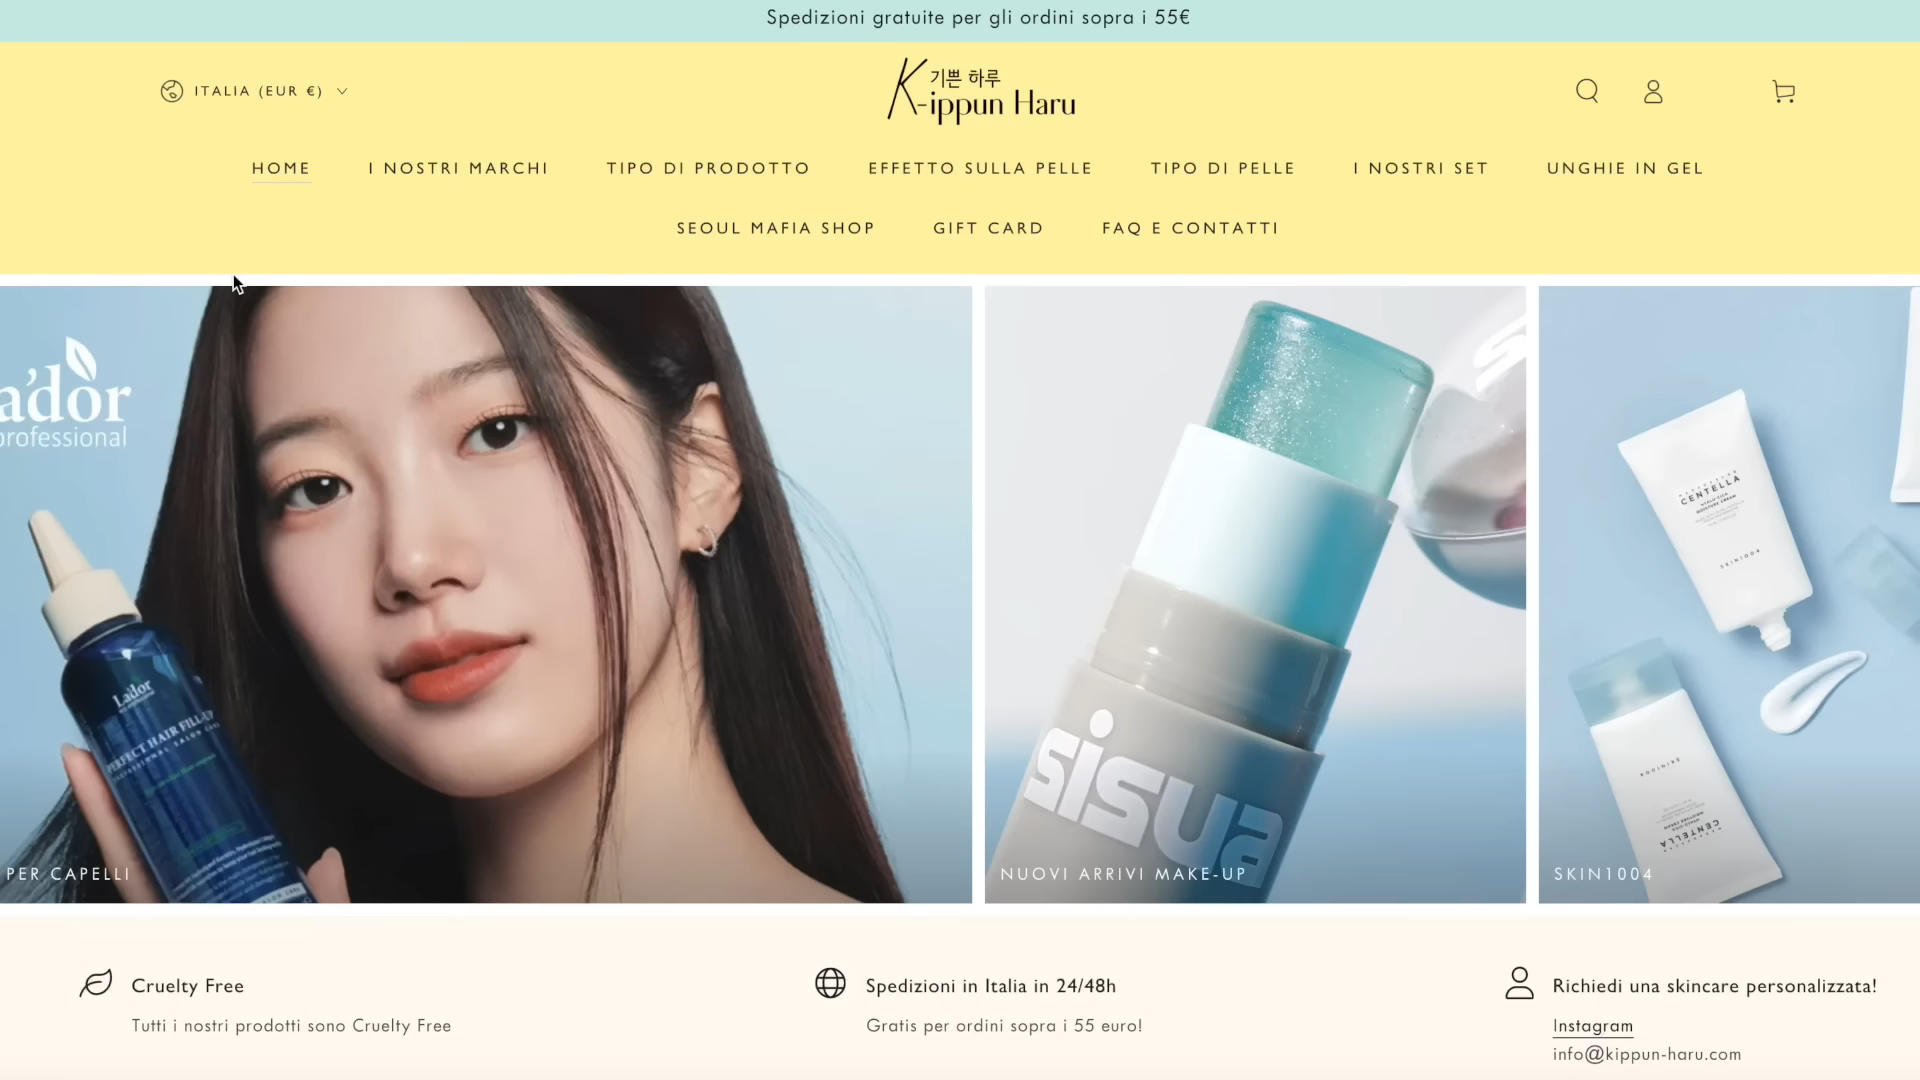 Spedizioni gratuite per gli ordini sopra i 55€
ITALIA (EUR €)
기쁜 하루
K-ippun Haru
HOME
I NOSTRI MARCHI
TIPO DI PRODOTTO
EFFETTO SULLA PELLE
TIPO DI PELLE
I NOSTRI SET
UNGHIE IN GEL
SEOUL MAFIA SHOP
GIFT CARD
FAQ E CONTATTI
a'dor
professional
Lador
PERFECT HAIR FILL-UP
PER CAPELLI
sisua
NUOVI ARRIVI MAKE-UP
CENTELLA
SKIN1004
SKIN1004
CENTELLA
SKIN1004
Cruelty Free
Tutti i nostri prodotti sono Cruelty Free
Spedizioni in Italia in 24/48h
Gratis per ordini sopra i 55 euro!
Richiedi una skincare personalizzata!
Instagram
info@kippun-haru.com